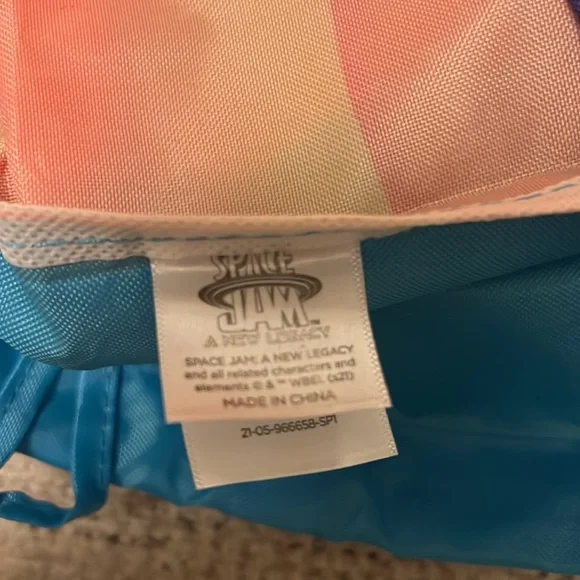 SPACE
JAM™
A NEW LEGACY
SPACE JAM: A NEW LEGACY
and all related characters and
elements © & ™ WBEI. (s21)
MADE IN CHINA
21-05-986658-SP1